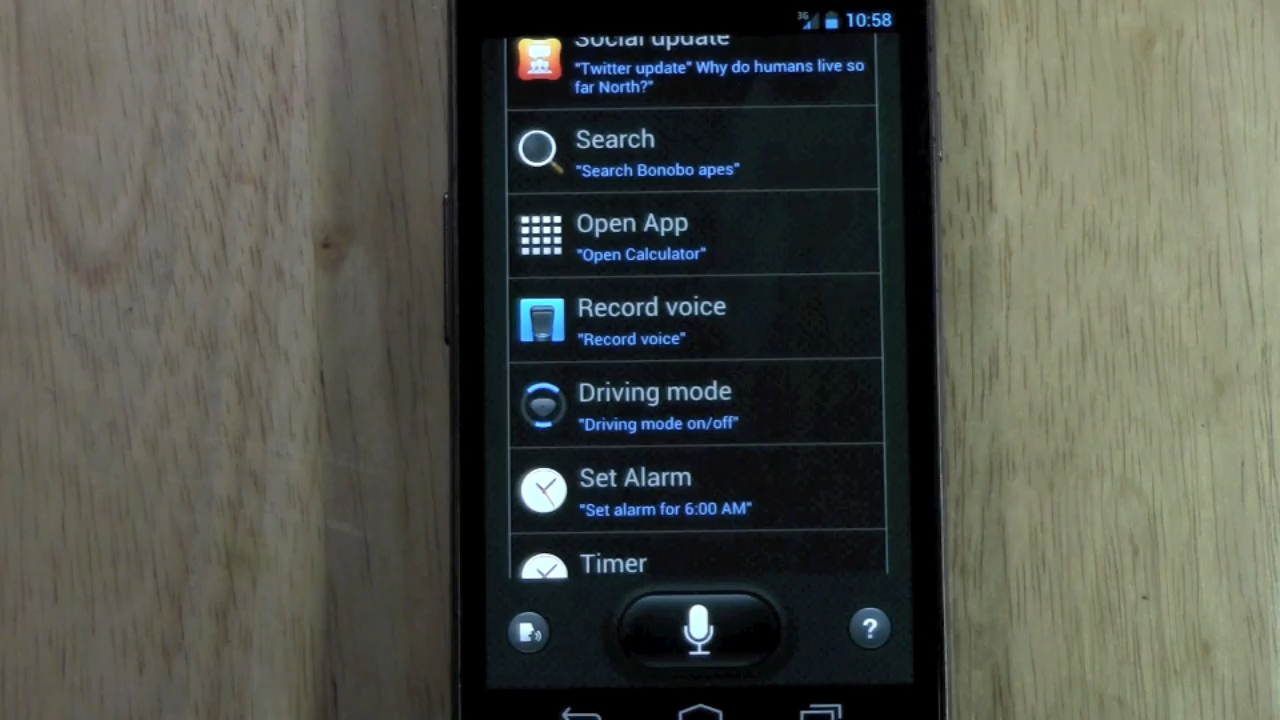 3G 10:58
Social update
"Twitter update" Why do humans live so
far North?"
Search
"Search Bonobo apes"
Open App
"Open Calculator"
Record voice
"Record voice"
Driving mode
"Driving mode on/off"
Set Alarm
"Set alarm for 6:00 AM"
Timer
?